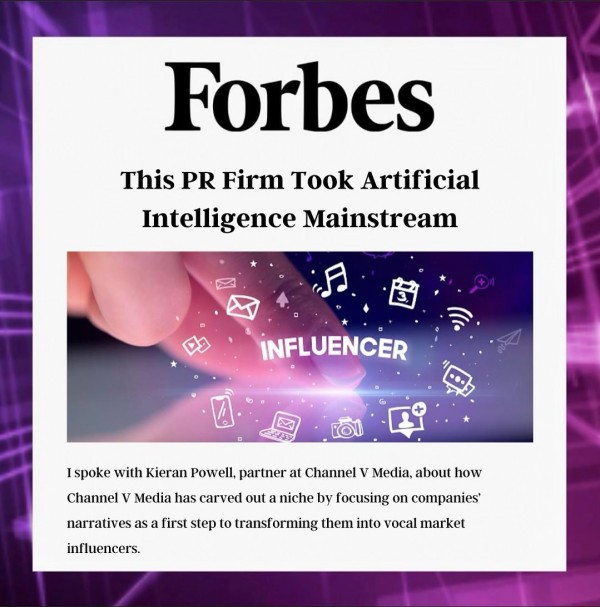 Forbes
This PR Firm Took Artificial
Intelligence Mainstream
3
INFLUENCER
I spoke with Kieran Powell, partner at Channel V Media, about how
Channel V Media has carved out a niche by focusing on companies'
narratives as a first step to transforming them into vocal market
influencers.